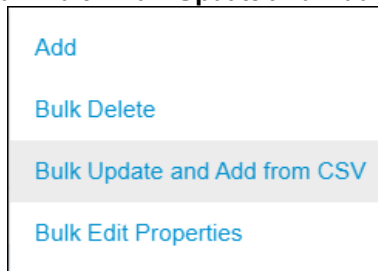 Add
Bulk Delete
Bulk Update and Add from CSV
Bulk Edit Properties